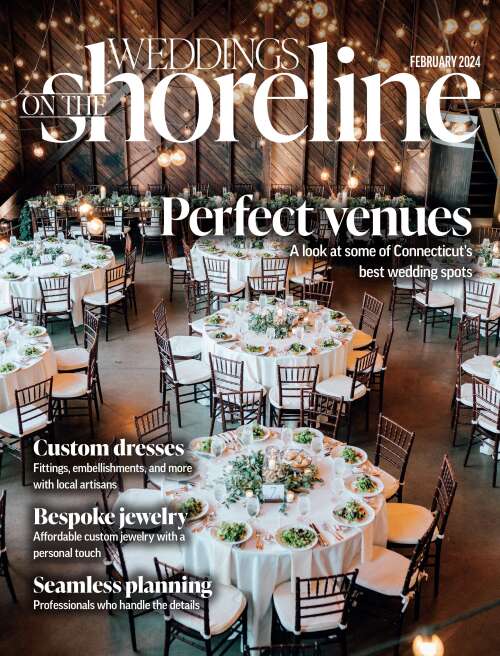 WEDDINGS
ON THE
shoreline
FEBRUARY 2024
Perfect venues
A look at some of Connecticut's
best wedding spots
Custom dresses
Fittings, embellishments, and more
with local artisans
Bespoke jewelry
Affordable custom jewelry with a
personal touch
Seamless planning
Professionals who handle the details